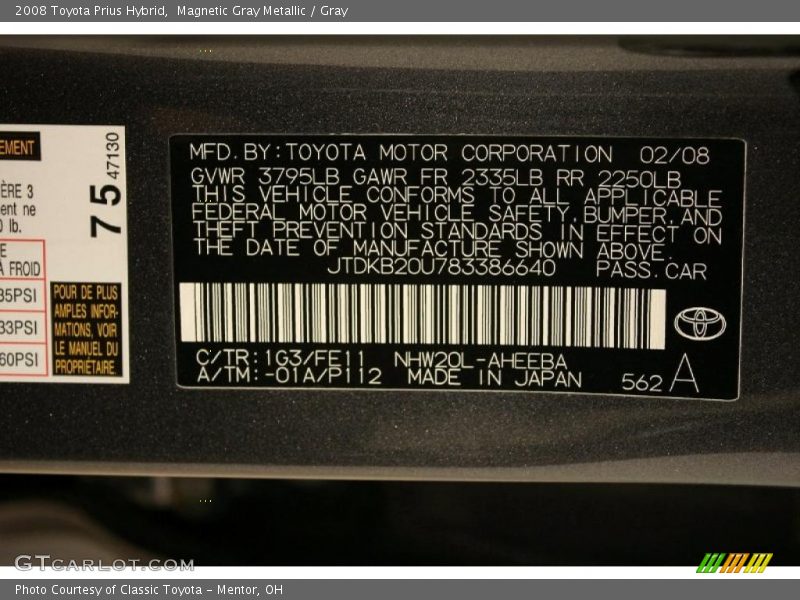 2008 Toyota Prius Hybrid,  Magnetic Gray Metallic / Gray
EMENT
ÈRE 3
ent ne
0 lb.
E
À FROID
35PSI
33PSI
60PSI
75
47130
POUR DE PLUS
AMPLES INFOR-
MATIONS, VOIR
LE MANUEL DU
PROPRIÉTAIRE.
MFD. BY: TOYOTA MOTOR CORPORATION 02/08
GVWR 3795LB GAWR FR 2335LB RR 2250LB
THIS VEHICLE CONFORMS TO ALL APPLICABLE
FEDERAL MOTOR VEHICLE SAFETY, BUMPER, AND
THEFT PREVENTION STANDARDS IN EFFECT ON
THE DATE OF MANUFACTURE SHOWN ABOVE.
JTDKB20U783386640 PASS. CAR
C/TR: 1G3/FE11 NHW20L-AHEEBA
A/TM: -01A/P112 MADE IN JAPAN 562 A
GTCARLOT.COM
Photo Courtesy of Classic Toyota - Mentor, OH